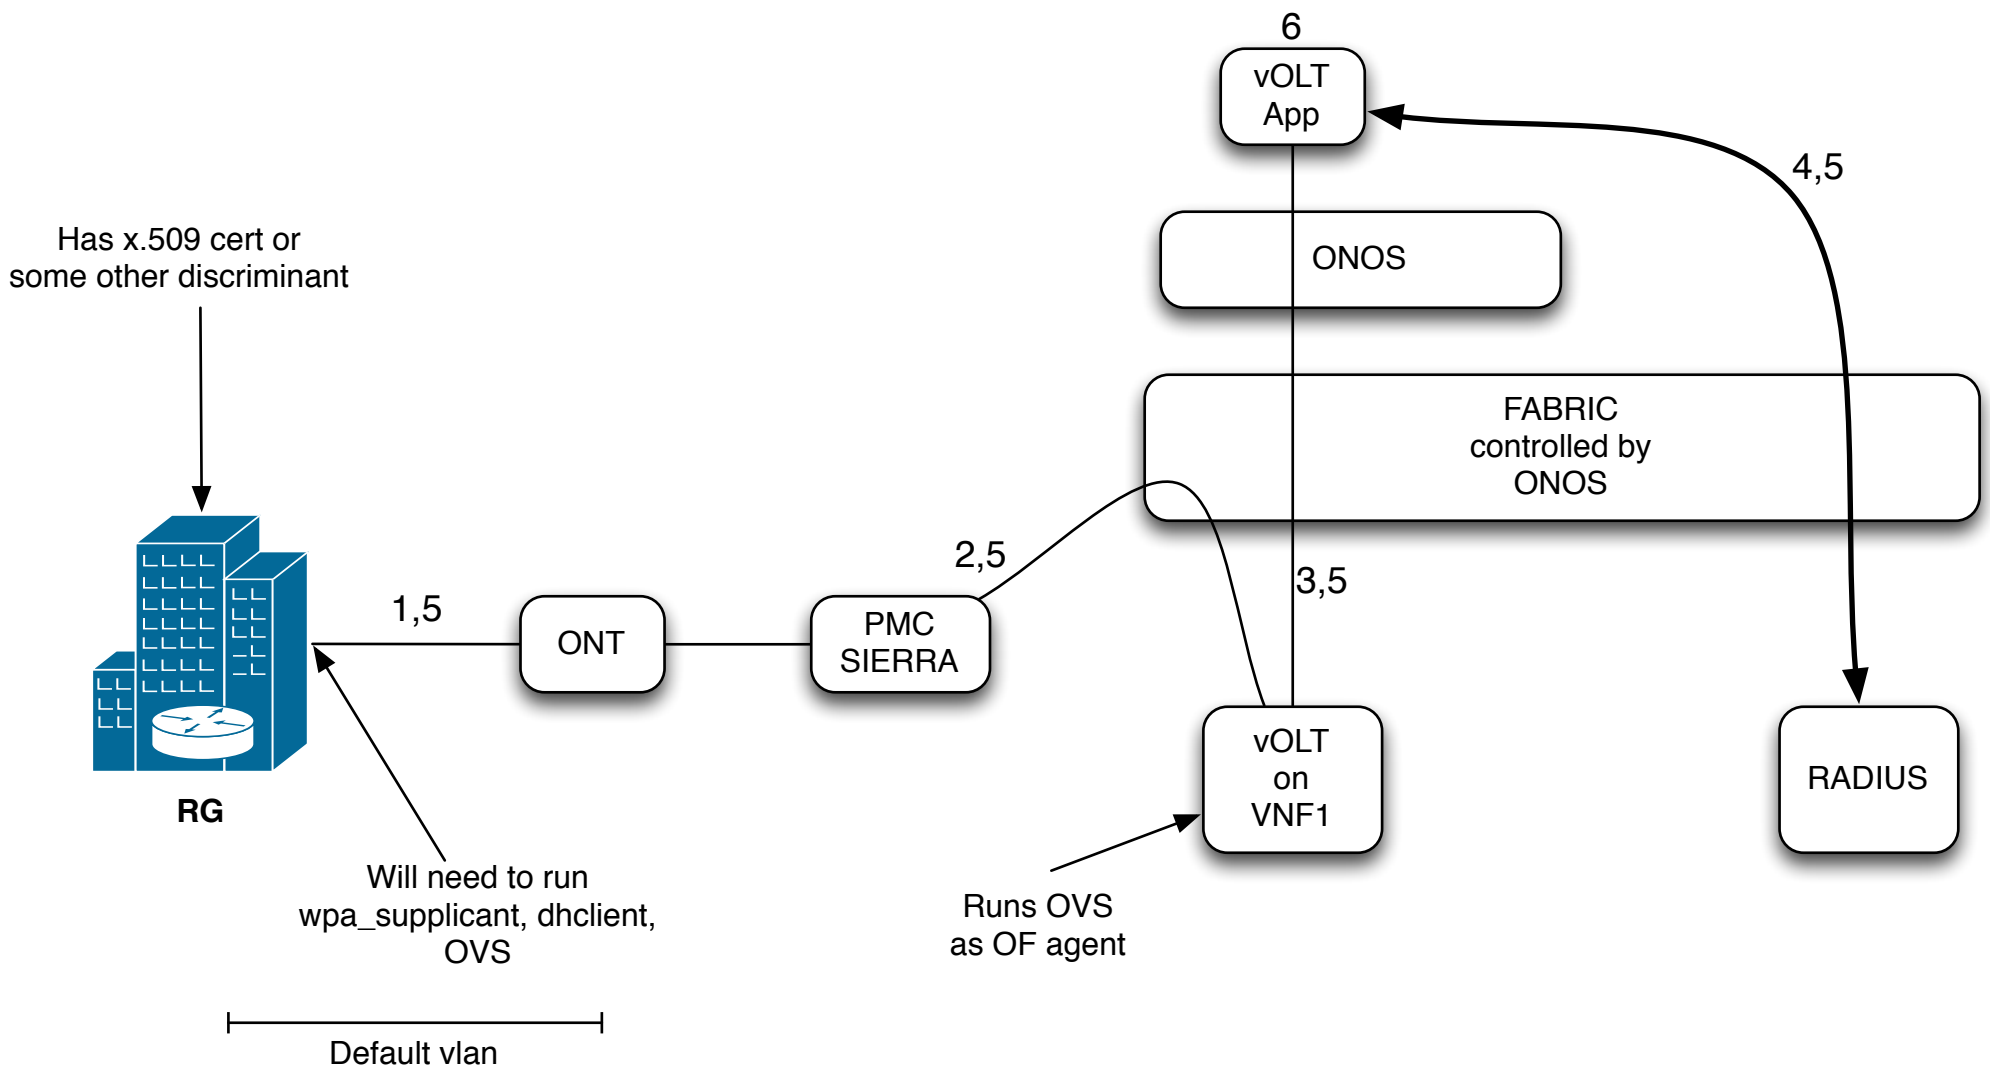 6
vOLT
App
4,5
Has x.509 cert or
some other discriminant
ONOS
FABRIC
controlled by
ONOS
2,5
3,5
1,5
ONT
PMC
SIERRA
vOLT
on
VNF1
RADIUS
RG
Will need to run
wpa_supplicant, dhclient,
OVS
Runs OVS
as OF agent
Default vlan